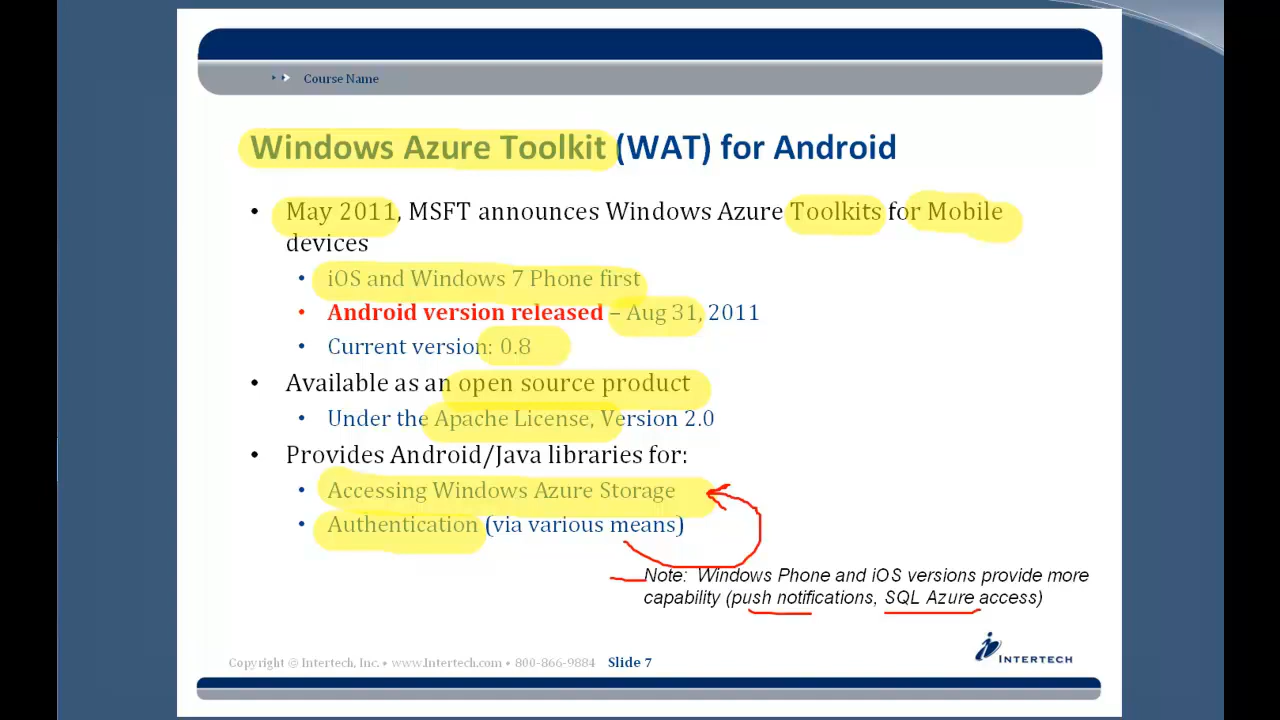 Course Name
Windows Azure Toolkit (WAT) for Android
• May 2011, MSFT announces Windows Azure Toolkits for Mobile
devices
• iOS and Windows 7 Phone first
• Android version released – Aug 31, 2011
• Current version: 0.8
• Available as an open source product
• Under the Apache License, Version 2.0
• Provides Android/Java libraries for:
• Accessing Windows Azure Storage
• Authentication (via various means)
Note: Windows Phone and iOS versions provide more
capability (push notifications, SQL Azure access)
Copyright © Intertech, Inc. • www.Intertech.com • 800-866-9884 Slide 7
INTERTECH